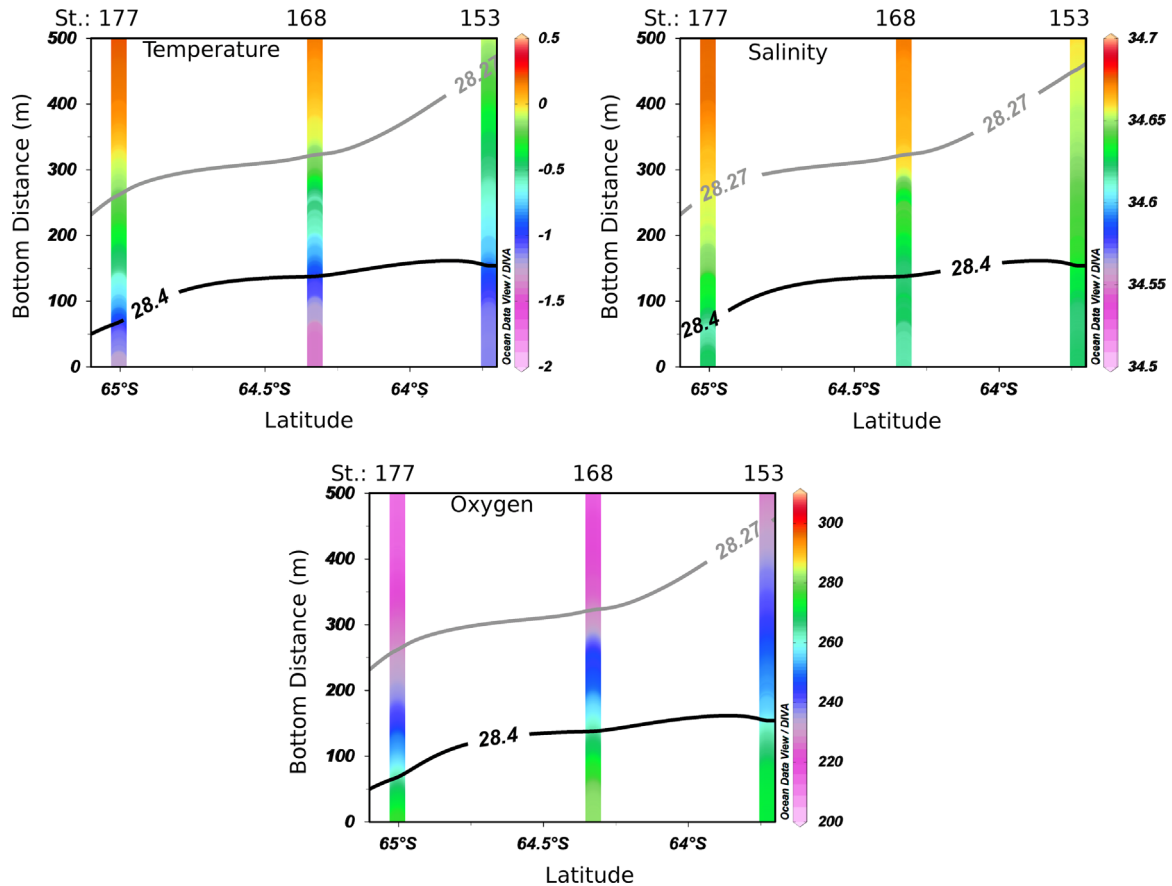 St.: 177 168 153
Temperature
500
400
300
200
100
0
Bottom Distance (m)
28.27
28.4
65°S 64.5°S 64°S
Latitude
0.5
0
-0.5
-1
-1.5
-2
Ocean Data View / DIVA
St.: 177 168 153
Salinity
500
400
300
200
100
0
Bottom Distance (m)
28.27 28.27
28.4 28.4
65°S 64.5°S 64°S
Latitude
34.7
34.65
34.6
34.55
34.5
Ocean Data View / DIVA
St.: 177 168 153
Oxygen
500
400
300
200
100
0
Bottom Distance (m)
28.27
28.4
65°S 64.5°S 64°S
Latitude
300
280
260
240
220
200
Ocean Data View / DIVA